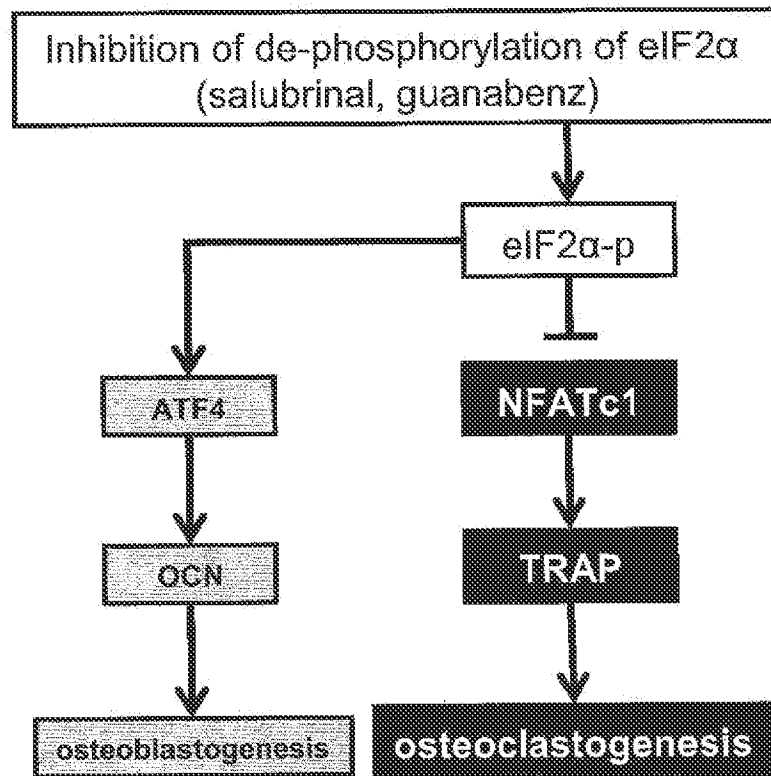 Inhibition of de-phosphorylation of eIF2α
(salubrinal, guanabenz)
eIF2α-p
ATF4
NFATc1
OCN
TRAP
osteoblastogenesis
osteoclastogenesis